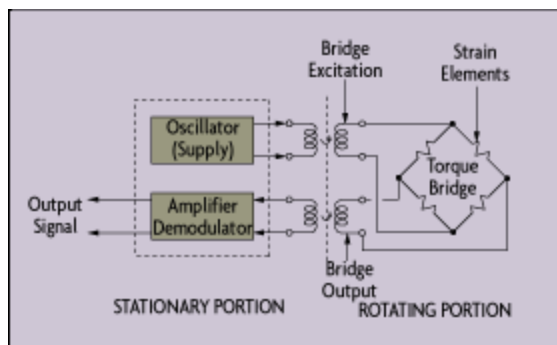 Bridge
Excitation
Strain
Elements
Oscillator
(Supply)
Torque
Bridge
Output
Signal
Amplifier
Demodulator
Bridge
Output
STATIONARY PORTION
ROTATING PORTION